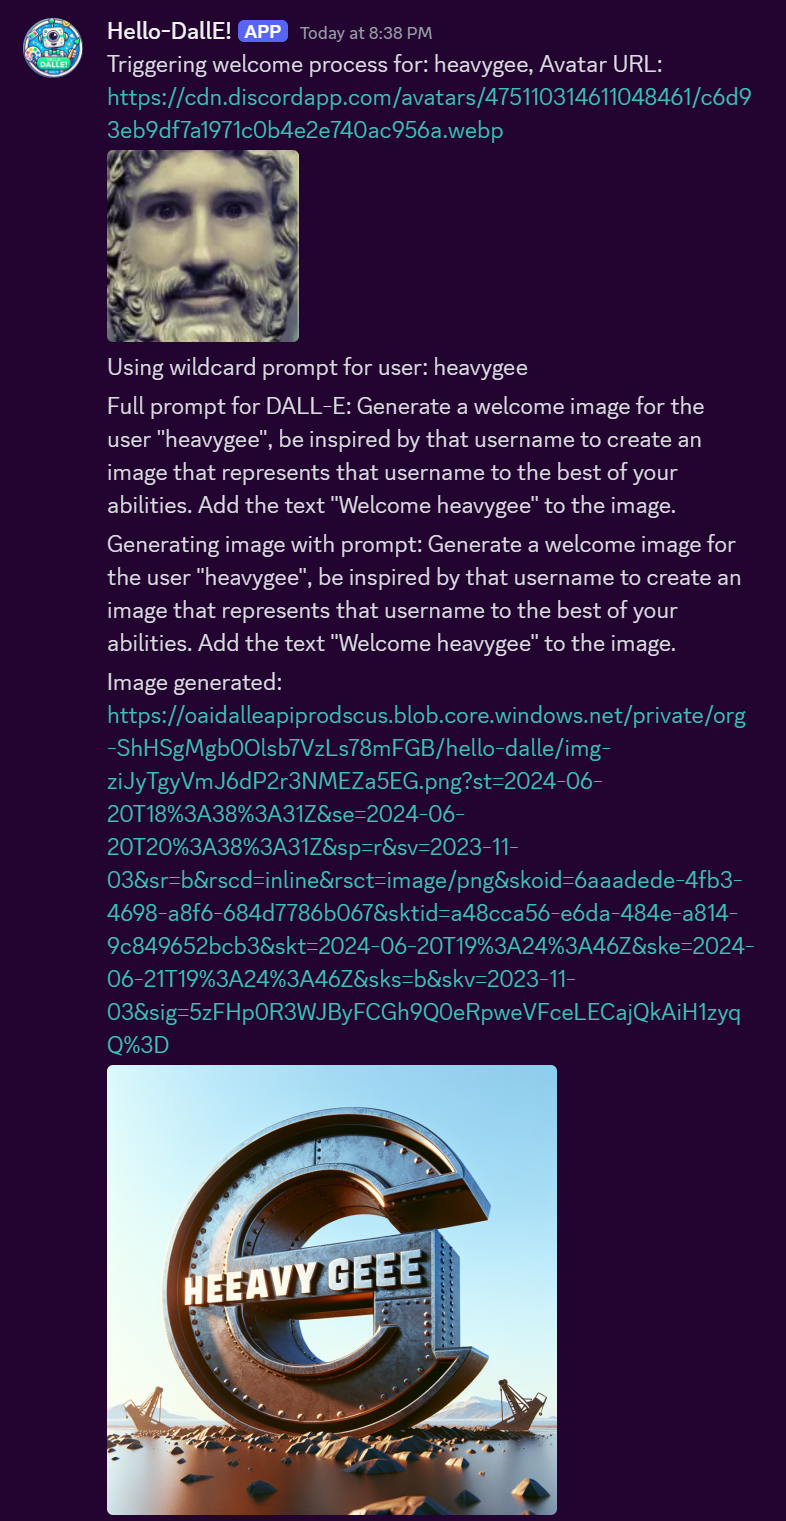 Hello-DallE! APP Today at 8:38 PM
Triggering welcome process for: heavygee, Avatar URL:
https://cdn.discordapp.com/avatars/475110314611048461/c6d9
3eb9df7a1971c0b4e2e740ac956a.webp
Using wildcard prompt for user: heavygee
Full prompt for DALL-E: Generate a welcome image for the
user "heavygee", be inspired by that username to create an
image that represents that username to the best of your
abilities. Add the text "Welcome heavygee" to the image.
Generating image with prompt: Generate a welcome image for
the user "heavygee", be inspired by that username to create an
image that represents that username to the best of your
abilities. Add the text "Welcome heavygee" to the image.
Image generated:
https://oaidalleapiprodscus.blob.core.windows.net/private/org
-ShHSgMgb0Olsb7VzLs78mFGB/hello-dalle/img-
ziJyTgyVmJ6dP2r3NMEZa5EG.png?st=2024-06-
20T18%3A38%3A31Z&se=2024-06-
20T20%3A38%3A31Z&sp=r&sv=2023-11-
03&sr=b&rscd=inline&rsct=image/png&skoid=6aaadede-4fb3-
4698-a8f6-684d7786b067&sktid=a48cca56-e6da-484e-a814-
9c849652bcb3&skt=2024-06-20T19%3A24%3A46Z&ske=2024-
06-21T19%3A24%3A46Z&sks=b&skv=2023-11-
03&sig=5zFHp0R3WJByFCGh9Q0eRpweVFceLECajQkAiH1zyq
Q%3D
HEEAVY GEEE